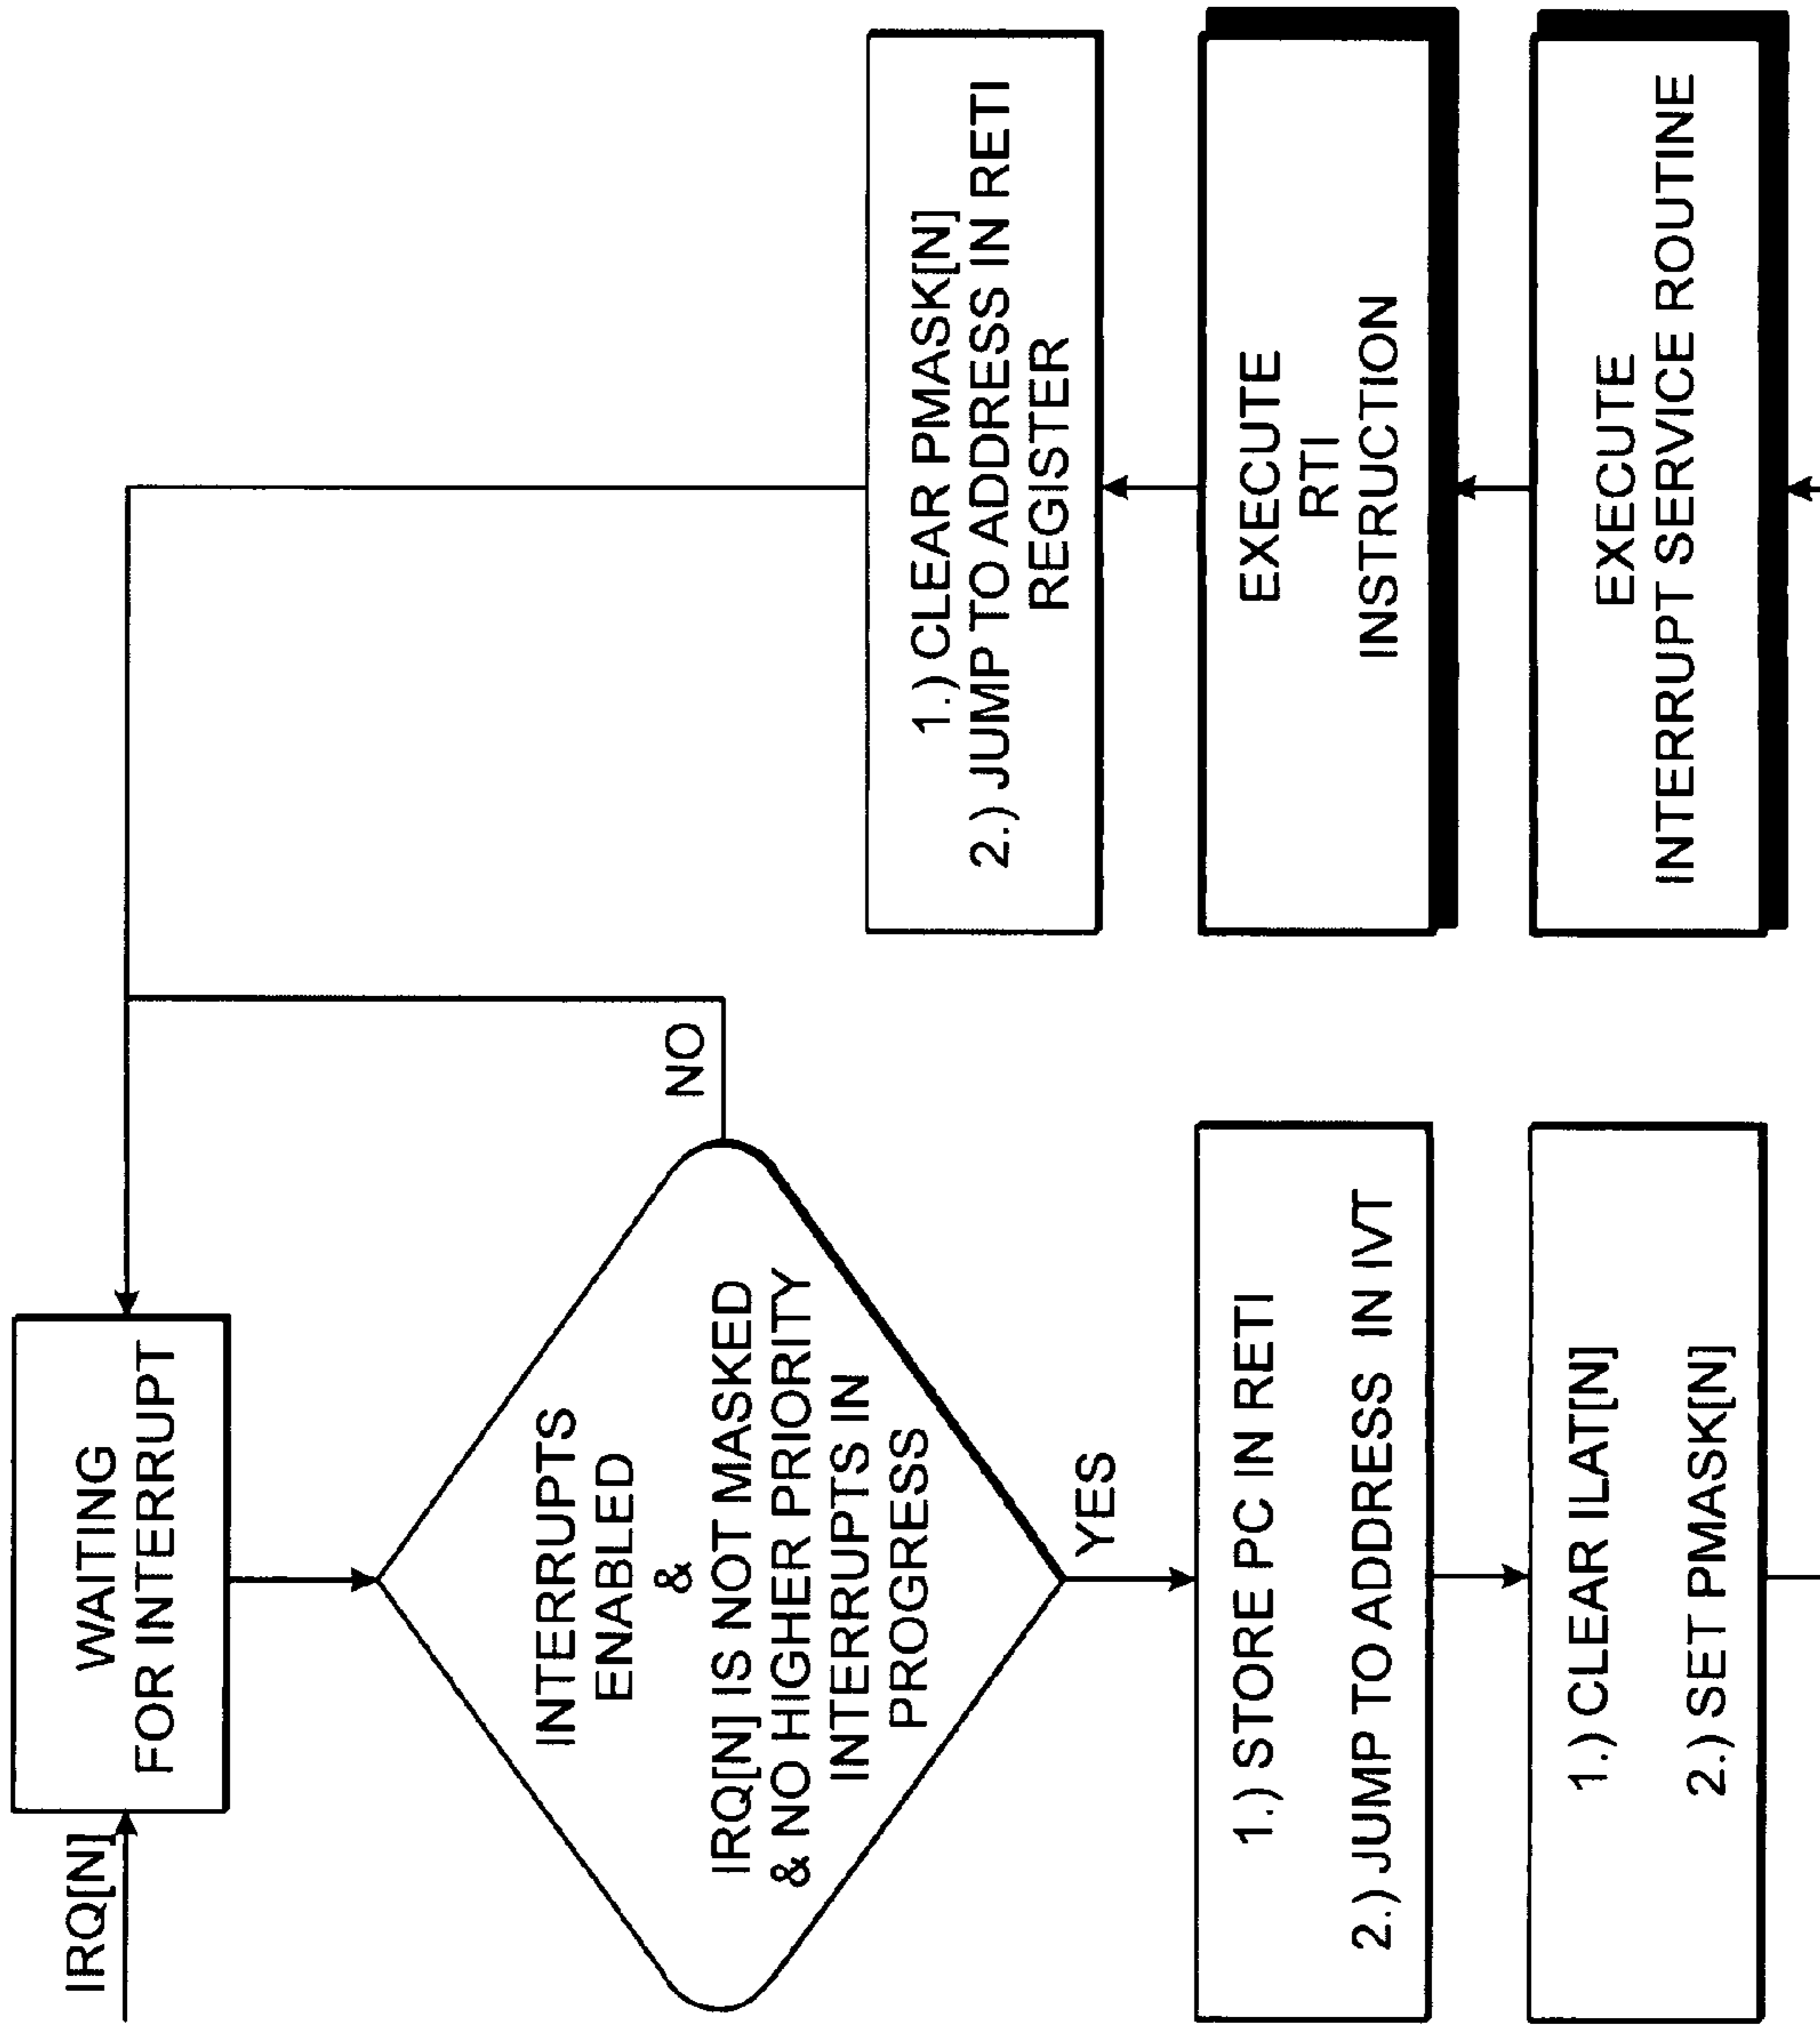 IRQ[N]
WAITING
FOR INTERRUPT
INTERRUPTS
ENABLED
&
IRQ[N] IS NOT MASKED
& NO HIGHER PRIORITY
INTERRUPTS IN
PROGRESS
NO
YES
1.) STORE PC IN RETI
2.) JUMP TO ADDRESS IN IVT
1.) CLEAR ILAT[N]
2.) SET PMASK[N]
EXECUTE
INTERRUPT SERVICE ROUTINE
EXECUTE
RTI
INSTRUCTION
1.) CLEAR PMASK[N]
2.) JUMP TO ADDRESS IN RETI
REGISTER